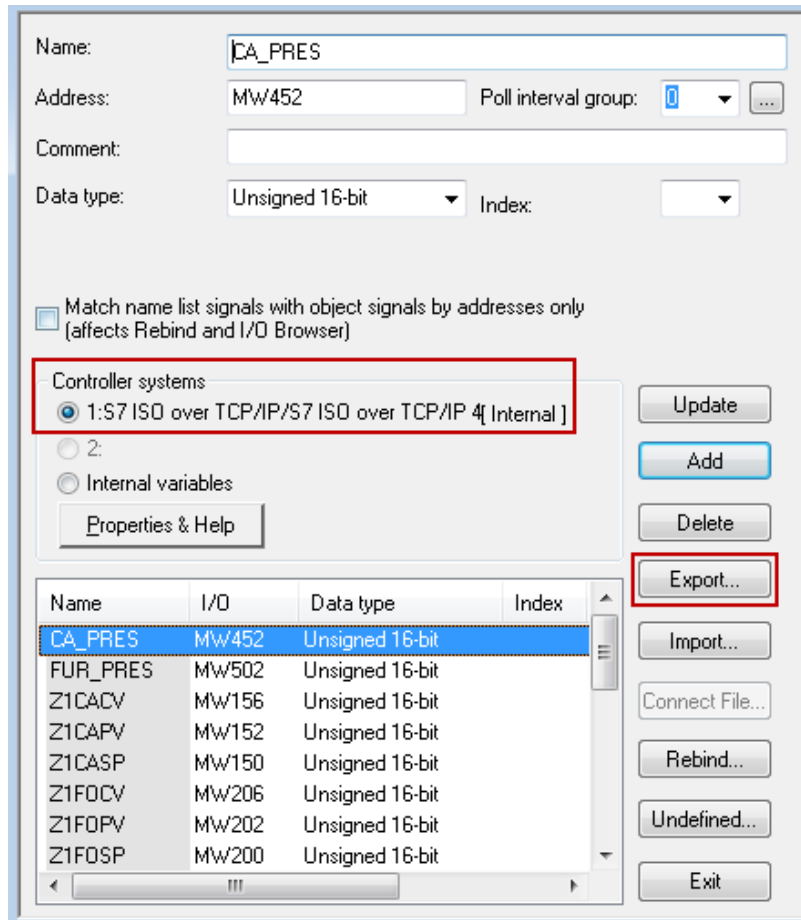 Name: CA_PRES
Address: MW452 Poll interval group: 0 ...
Comment:
Data type: Unsigned 16-bit Index:
Match name list signals with object signals by addresses only
(affects Rebind and I/O Browser)
Controller systems
1:S7 ISO over TCP/IP/S7 ISO over TCP/IP 4[ Internal ]
2:
Internal variables
Properties & Help
Update
Add
Delete
Export...
Import...
Connect File...
Rebind...
Undefined...
Exit
Name I/O Data type Index
CA_PRES MW452 Unsigned 16-bit
FUR_PRES MW502 Unsigned 16-bit
Z1CACV MW156 Unsigned 16-bit
Z1CAPV MW152 Unsigned 16-bit
Z1CASP MW150 Unsigned 16-bit
Z1FOCV MW206 Unsigned 16-bit
Z1FOPV MW202 Unsigned 16-bit
Z1FOSP MW200 Unsigned 16-bit